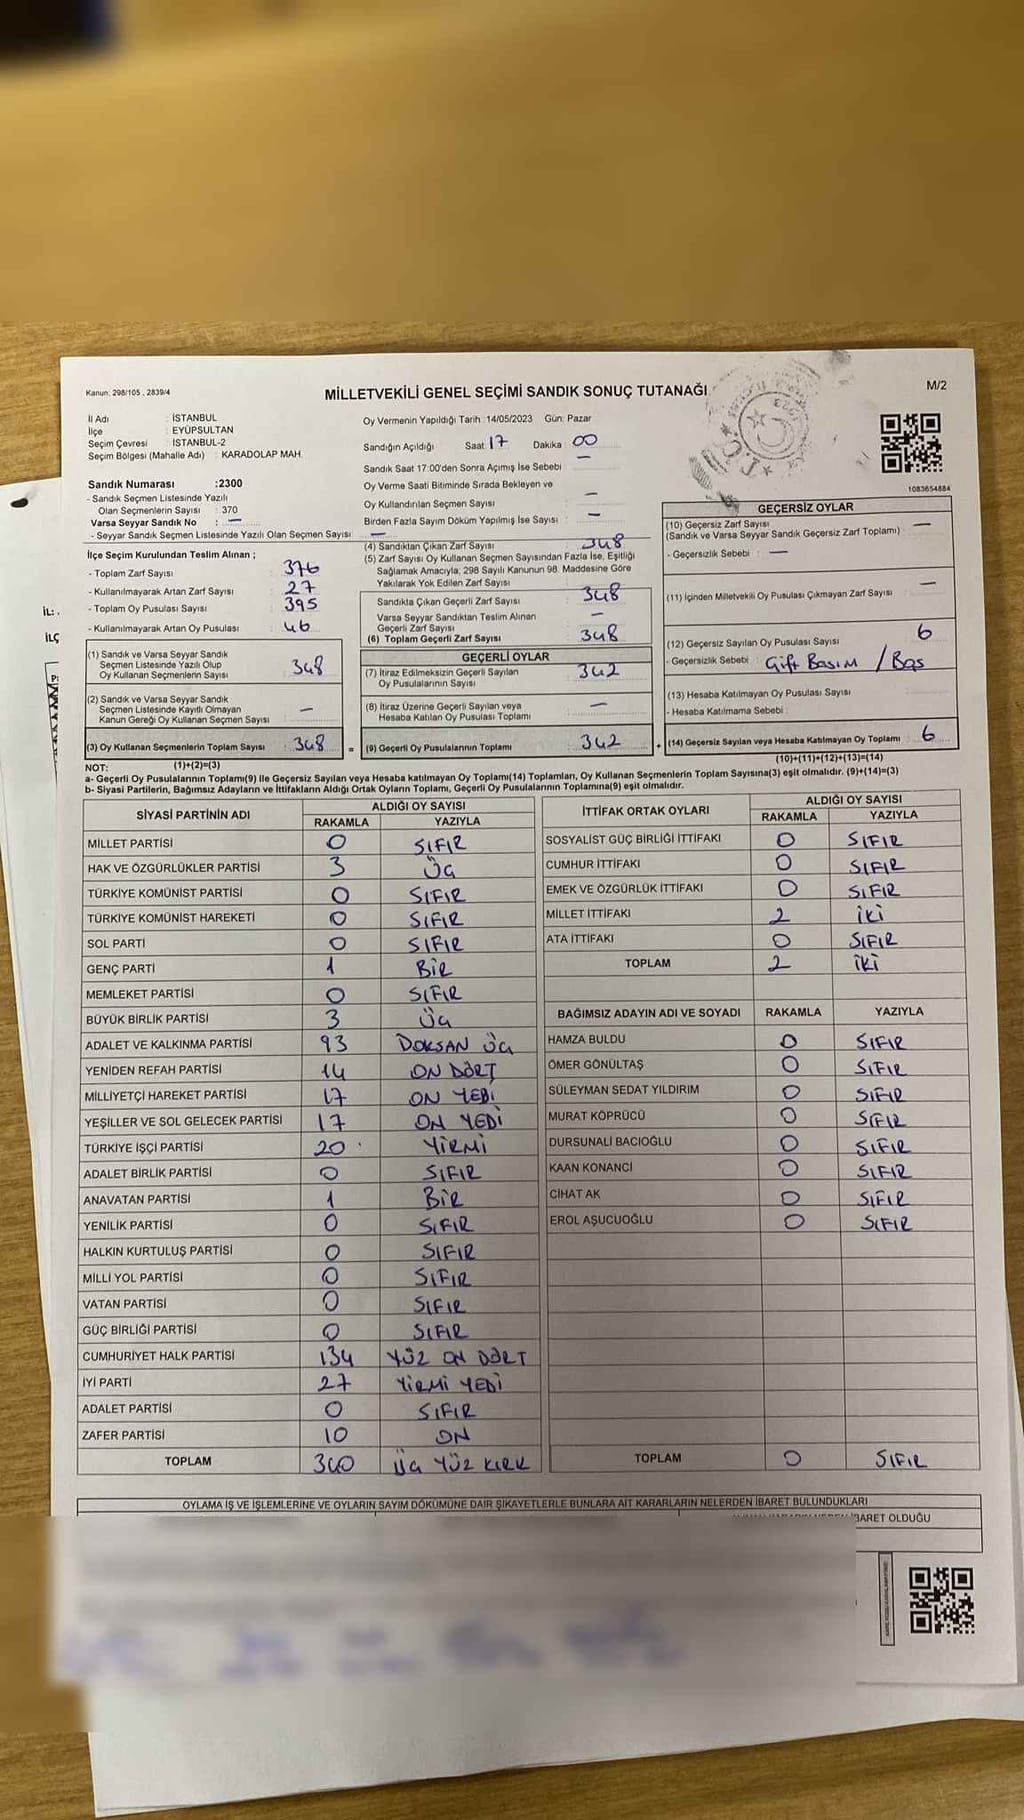 Kanun: 298/105 , 2839/4
MİLLETVEKİLİ GENEL SEÇİMİ SANDIK SONUÇ TUTANAĞI
M/2
İl Adı : İSTANBUL
İlçe : EYÜPSULTAN
Seçim Çevresi : İSTANBUL-2
Seçim Bölgesi (Mahalle Adı) : KARADOLAP MAH.
Sandık Numarası :2300
- Sandık Seçmen Listesinde Yazılı
Olan Seçmenlerin Sayısı : 370
Varsa Seyyar Sandık No : —
- Seyyar Sandık Seçmen Listesinde Yazılı Olan Seçmen Sayısı : —
İlçe Seçim Kurulundan Teslim Alınan ;
- Toplam Zarf Sayısı : 376
- Kullanılmayarak Artan Zarf Sayısı : 27
- Toplam Oy Pusulası Sayısı : 395
- Kullanılmayarak Artan Oy Pusulası : 46
Oy Vermenin Yapıldığı Tarih :14/05/2023 Gün: Pazar
Sandığın Açıldığı Saat 17 Dakika 00
Sandık Saat 17:00'den Sonra Açımış İse Sebebi : —
Oy Verme Saati Bitiminde Sırada Bekleyen ve
Oy Kullandırılan Seçmen Sayısı : —
Birden Fazla Sayım Döküm Yapılmış İse Sayısı : —
(4) Sandıktan Çıkan Zarf Sayısı : 348
(5) Zarf Sayısı Oy Kullanan Seçmen Sayısından Fazla İse, Eşitliği
Sağlamak Amacıyla, 298 Sayılı Kanunun 98. Maddesine Göre
Yakılarak Yok Edilen Zarf Sayısı
Sandıkta Çıkan Geçerli Zarf Sayısı : 348
Varsa Seyyar Sandıktan Teslim Alınan
Geçerli Zarf Sayısı : —
(6) Toplam Geçerli Zarf Sayısı : 348
1083654884
GEÇERSİZ OYLAR
(10) Geçersiz Zarf Sayısı : —
(Sandık ve Varsa Seyyar Sandık Geçersiz Zarf Toplamı)
- Geçersizlik Sebebi : —
(11) İçinden Milletvekili Oy Pusulası Çıkmayan Zarf Sayısı : —
(12) Geçersiz Sayılan Oy Pusulası Sayısı : 6
- Geçersizlik Sebebi : Çift Basım / Boş
(13) Hesaba Katılmayan Oy Pusulası Sayısı
- Hesaba Katılmama Sebebi :
(14) Geçersiz Sayılan veya Hesaba Katılmayan Oy Toplamı : 6
(10)+(11)+(12)+(13)=(14)
(1) Sandık ve Varsa Seyyar Sandık
Seçmen Listesinde Yazılı Olup
Oy Kullanan Seçmenlerin Sayısı : 348
(2) Sandık ve Varsa Seyyar Sandık
Seçmen Listesinde Kayıtlı Olmayan
Kanun Gereği Oy Kullanan Seçmen Sayısı : —
(3) Oy Kullanan Seçmenlerin Toplam Sayısı : 348 =
(1)+(2)=(3)
GEÇERLİ OYLAR
(7) İtiraz Edilmeksizin Geçerli Sayılan
Oy Pusulalarının Sayısı : 342
(8) İtiraz Üzerine Geçerli Sayılan veya
Hesaba Katılan Oy Pusulası Toplamı : —
(9) Geçerli Oy Pusulalarının Toplamı : 342 +
NOT:
a- Geçerli Oy Pusulalarının Toplamı(9) ile Geçersiz Sayılan veya Hesaba katılmayan Oy Toplamı(14) Toplamları, Oy Kullanan Seçmenlerin Toplam Sayısına(3) eşit olmalıdır. (9)+(14)=(3)
b- Siyasi Partilerin, Bağımsız Adayların ve İttifakların Aldığı Ortak Oyların Toplamı, Geçerli Oy Pusulalarının Toplamına(9) eşit olmalıdır.
SİYASİ PARTİNİN ADI ALDIĞI OY SAYISI
RAKAMLA YAZIYLA
MİLLET PARTİSİ 0 SIFIR
HAK VE ÖZGÜRLÜKLER PARTİSİ 3 ÜÇ
TÜRKİYE KOMÜNİST PARTİSİ 0 SIFIR
TÜRKİYE KOMÜNİST HAREKETİ 0 SIFIR
SOL PARTİ 0 SIFIR
GENÇ PARTİ 1 BİR
MEMLEKET PARTİSİ 0 SIFIR
BÜYÜK BİRLİK PARTİSİ 3 ÜÇ
ADALET VE KALKINMA PARTİSİ 93 DOKSAN ÜÇ
YENİDEN REFAH PARTİSİ 14 ON DÖRT
MİLLİYETÇİ HAREKET PARTİSİ 17 ON YEDİ
YEŞİLLER VE SOL GELECEK PARTİSİ 17 ON YEDİ
TÜRKİYE İŞÇİ PARTİSİ 20 YİRMİ
ADALET BİRLİK PARTİSİ 0 SIFIR
ANAVATAN PARTİSİ 1 BİR
YENİLİK PARTİSİ 0 SIFIR
HALKIN KURTULUŞ PARTİSİ 0 SIFIR
MİLLİ YOL PARTİSİ 0 SIFIR
VATAN PARTİSİ 0 SIFIR
GÜÇ BİRLİĞİ PARTİSİ 0 SIFIR
CUMHURİYET HALK PARTİSİ 134 YÜZ ON DÖRT
İYİ PARTİ 27 YİRMİ YEDİ
ADALET PARTİSİ 0 SIFIR
ZAFER PARTİSİ 10 ON
TOPLAM 340 ÜÇ YÜZ KIRK
İTTİFAK ORTAK OYLARI ALDIĞI OY SAYISI
RAKAMLA YAZIYLA
SOSYALİST GÜÇ BİRLİĞİ İTTİFAKI 0 SIFIR
CUMHUR İTTİFAKI 0 SIFIR
EMEK VE ÖZGÜRLÜK İTTİFAKI 0 SIFIR
MİLLET İTTİFAKI 2 İKİ
ATA İTTİFAKI 0 SIFIR
TOPLAM 2 İKİ
BAĞIMSIZ ADAYIN ADI VE SOYADI RAKAMLA YAZIYLA
HAMZA BULDU 0 SIFIR
ÖMER GÖNÜLTAŞ 0 SIFIR
SÜLEYMAN SEDAT YILDIRIM 0 SIFIR
MURAT KÖPRÜCÜ 0 SIFIR
DURSUNALİ BACIOĞLU 0 SIFIR
KAAN KONANCİ 0 SIFIR
CİHAT AK 0 SIFIR
EROL AŞUCUOĞLU 0 SIFIR
TOPLAM 0 SIFIR
OYLAMA İŞ VE İŞLEMLERİNE VE OYLARIN SAYIM DÖKÜMÜNE DAİR ŞİKAYETLERLE BUNLARA AİT KARARLARIN NELERDEN İBARET BULUNDUKLARI
İBARET OLDUĞU